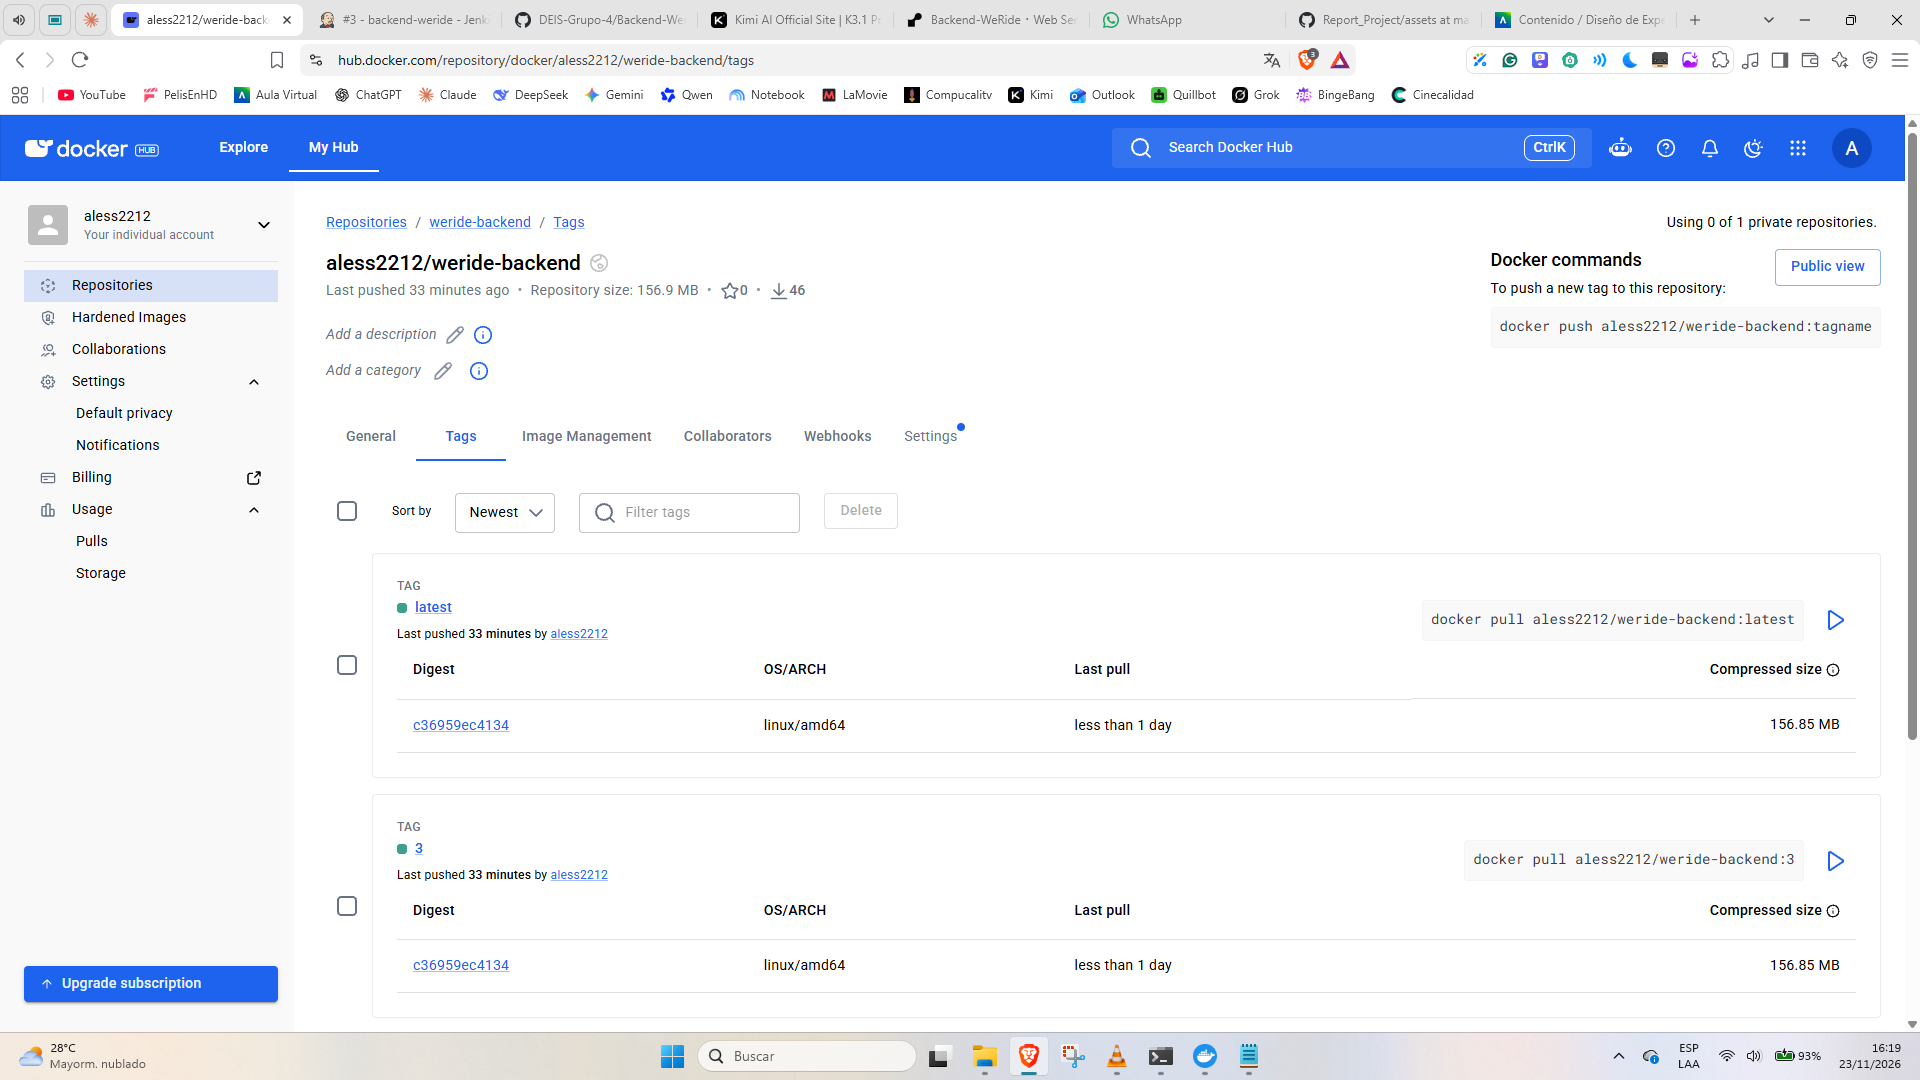 aless2212/weride-back
#3 - backend-weride - Jenk
DEIS-Grupo-4/Backend-We
Kimi AI Official Site | K3.1 P
Backend-WeRide · Web Se
WhatsApp
Report_Project/assets at ma
Contenido / Diseño de Expe
hub.docker.com/repository/docker/aless2212/weride-backend/tags
3
YouTube
PelisEnHD
Aula Virtual
ChatGPT
Claude
DeepSeek
Gemini
Qwen
Notebook
LaMovie
Compucalitv
Kimi
Outlook
Quillbot
Grok
BingeBang
Cinecalidad
docker HUB
Explore
My Hub
Search Docker Hub
CtrlK
A
aless2212
Your individual account
Repositories
Hardened Images
Collaborations
Settings
Default privacy
Notifications
Billing
Usage
Pulls
Storage
Upgrade subscription
Repositories / weride-backend / Tags
Using 0 of 1 private repositories.
aless2212/weride-backend
Last pushed 33 minutes ago • Repository size: 156.9 MB • 0 • 46
Add a description
Add a category
Docker commands
Public view
To push a new tag to this repository:
docker push aless2212/weride-backend:tagname
General
Tags
Image Management
Collaborators
Webhooks
Settings
Sort by
Newest
Filter tags
Delete
TAG
latest
Last pushed 33 minutes by aless2212
docker pull aless2212/weride-backend:latest
Digest OS/ARCH Last pull Compressed size
c36959ec4134 linux/amd64 less than 1 day 156.85 MB
TAG
3
Last pushed 33 minutes by aless2212
docker pull aless2212/weride-backend:3
Digest OS/ARCH Last pull Compressed size
c36959ec4134 linux/amd64 less than 1 day 156.85 MB
28°C
Mayorm. nublado
Buscar
ESP
LAA
93%
16:19
23/11/2026